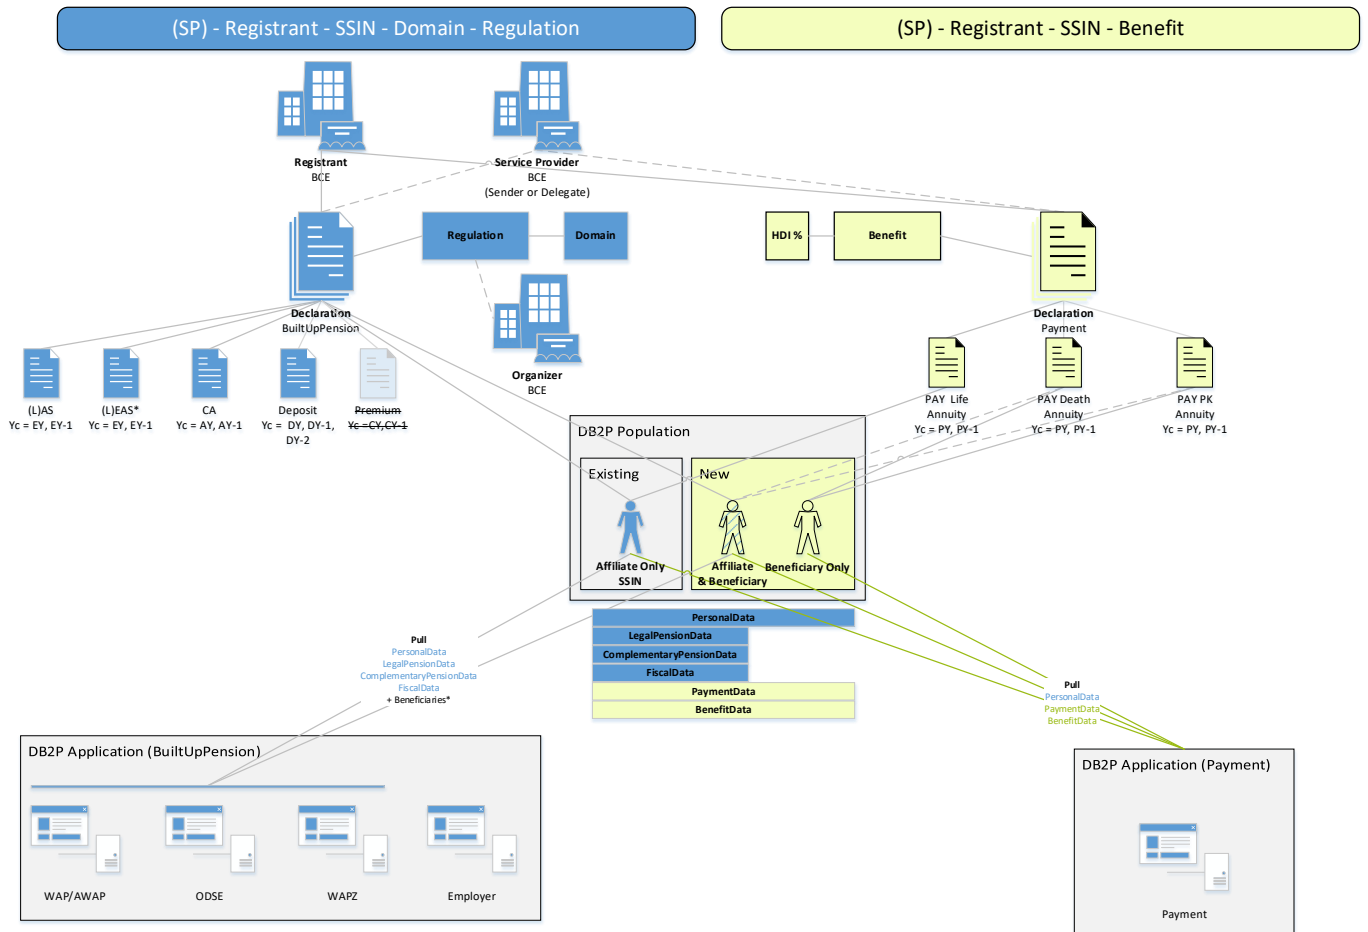 (SP) - Registrant - SSIN - Domain - Regulation
(SP) - Registrant - SSIN - Benefit
Registrant
BCE
Service Provider
BCE
(Sender or Delegate)
Regulation
Domain
HDI %
Benefit
Declaration
BuiltUpPension
Organizer
BCE
Declaration
Payment
(L)AS
Yc = EY, EY-1
(L)EAS*
Yc = EY, EY-1
CA
Yc = AY, AY-1
Deposit
Yc = DY, DY-1,
DY-2
Premium
Yc =CY,CY-1
PAY Life
Annuity
Yc = PY, PY-1
PAY Death
Annuity
Yc = PY, PY-1
PAY PK
Annuity
Yc = PY, PY-1
DB2P Population
Existing
New
Affiliate Only
SSIN
Affiliate
& Beneficiary
Beneficiary Only
PersonalData
LegalPensionData
ComplementaryPensionData
FiscalData
PaymentData
BenefitData
Pull
PersonalData
LegalPensionData
ComplementaryPensionData
FiscalData
+ Beneficiaries*
Pull
PersonalData
PaymentData
BenefitData
DB2P Application (BuiltUpPension)
WAP/AWAP
ODSE
WAPZ
Employer
DB2P Application (Payment)
Payment